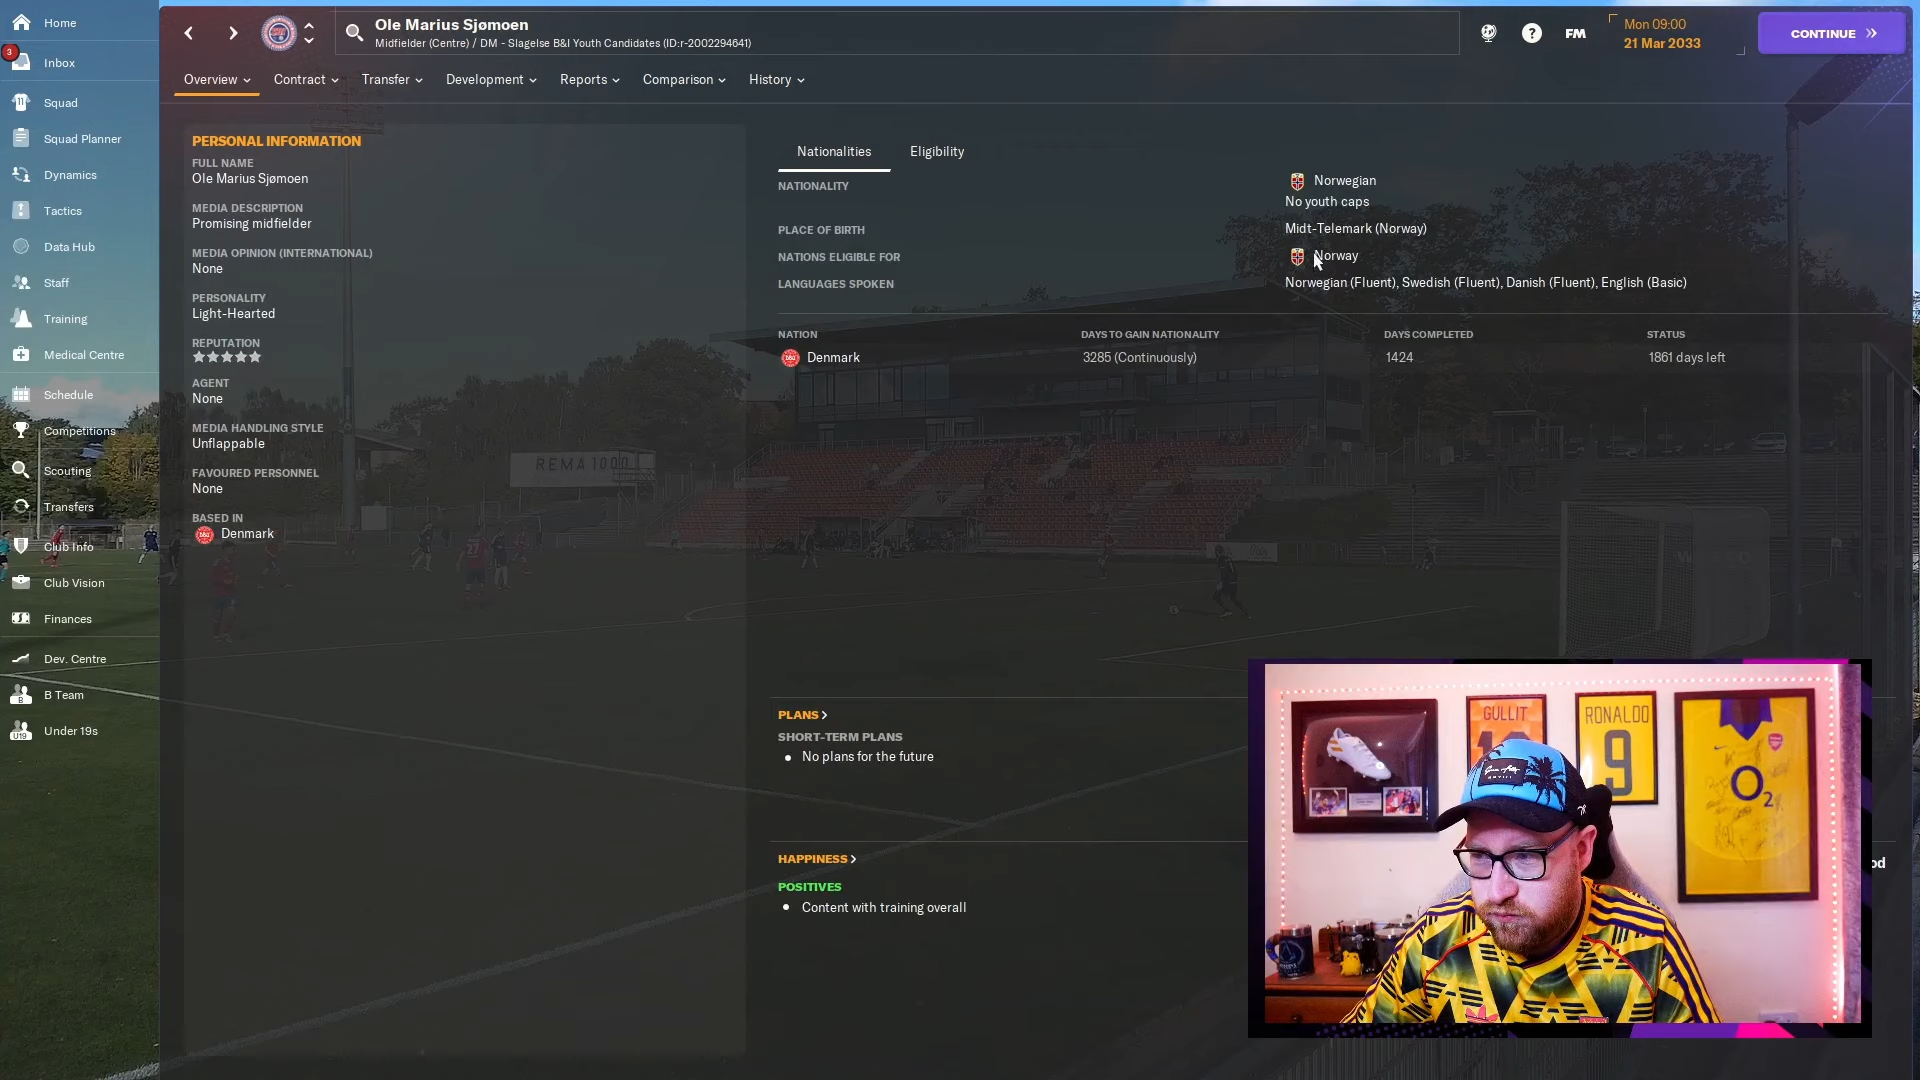 Home
3
Inbox
Squad
Squad Planner
Dynamics
Tactics
Data Hub
Staff
Training
Medical Centre
Schedule
Competitions
Scouting
Transfers
Club Info
Club Vision
Finances
Dev. Centre
B Team
Under 19s
Ole Marius Sjømoen
Midfielder (Centre) / DM - Slagelse B&I Youth Candidates (ID:r-2002294641)
FM
Mon 09:00
21 Mar 2033
CONTINUE
Overview
Contract
Transfer
Development
Reports
Comparison
History
PERSONAL INFORMATION
FULL NAME
Ole Marius Sjømoen
MEDIA DESCRIPTION
Promising midfielder
MEDIA OPINION (INTERNATIONAL)
None
PERSONALITY
Light-Hearted
REPUTATION
AGENT
None
MEDIA HANDLING STYLE
Unflappable
FAVOURED PERSONNEL
None
BASED IN
Denmark
REMA 1000
Nationalities
Eligibility
NATIONALITY
Norwegian
No youth caps
PLACE OF BIRTH
Midt-Telemark (Norway)
NATIONS ELIGIBLE FOR
Norway
LANGUAGES SPOKEN
Norwegian (Fluent), Swedish (Fluent), Danish (Fluent), English (Basic)
NATION
DAYS TO GAIN NATIONALITY
DAYS COMPLETED
STATUS
Denmark
3285 (Continuously)
1424
1861 days left
PLANS
SHORT-TERM PLANS
No plans for the future
HAPPINESS
POSITIVES
Content with training overall
od
GULLIT
RONALDO
9
O2